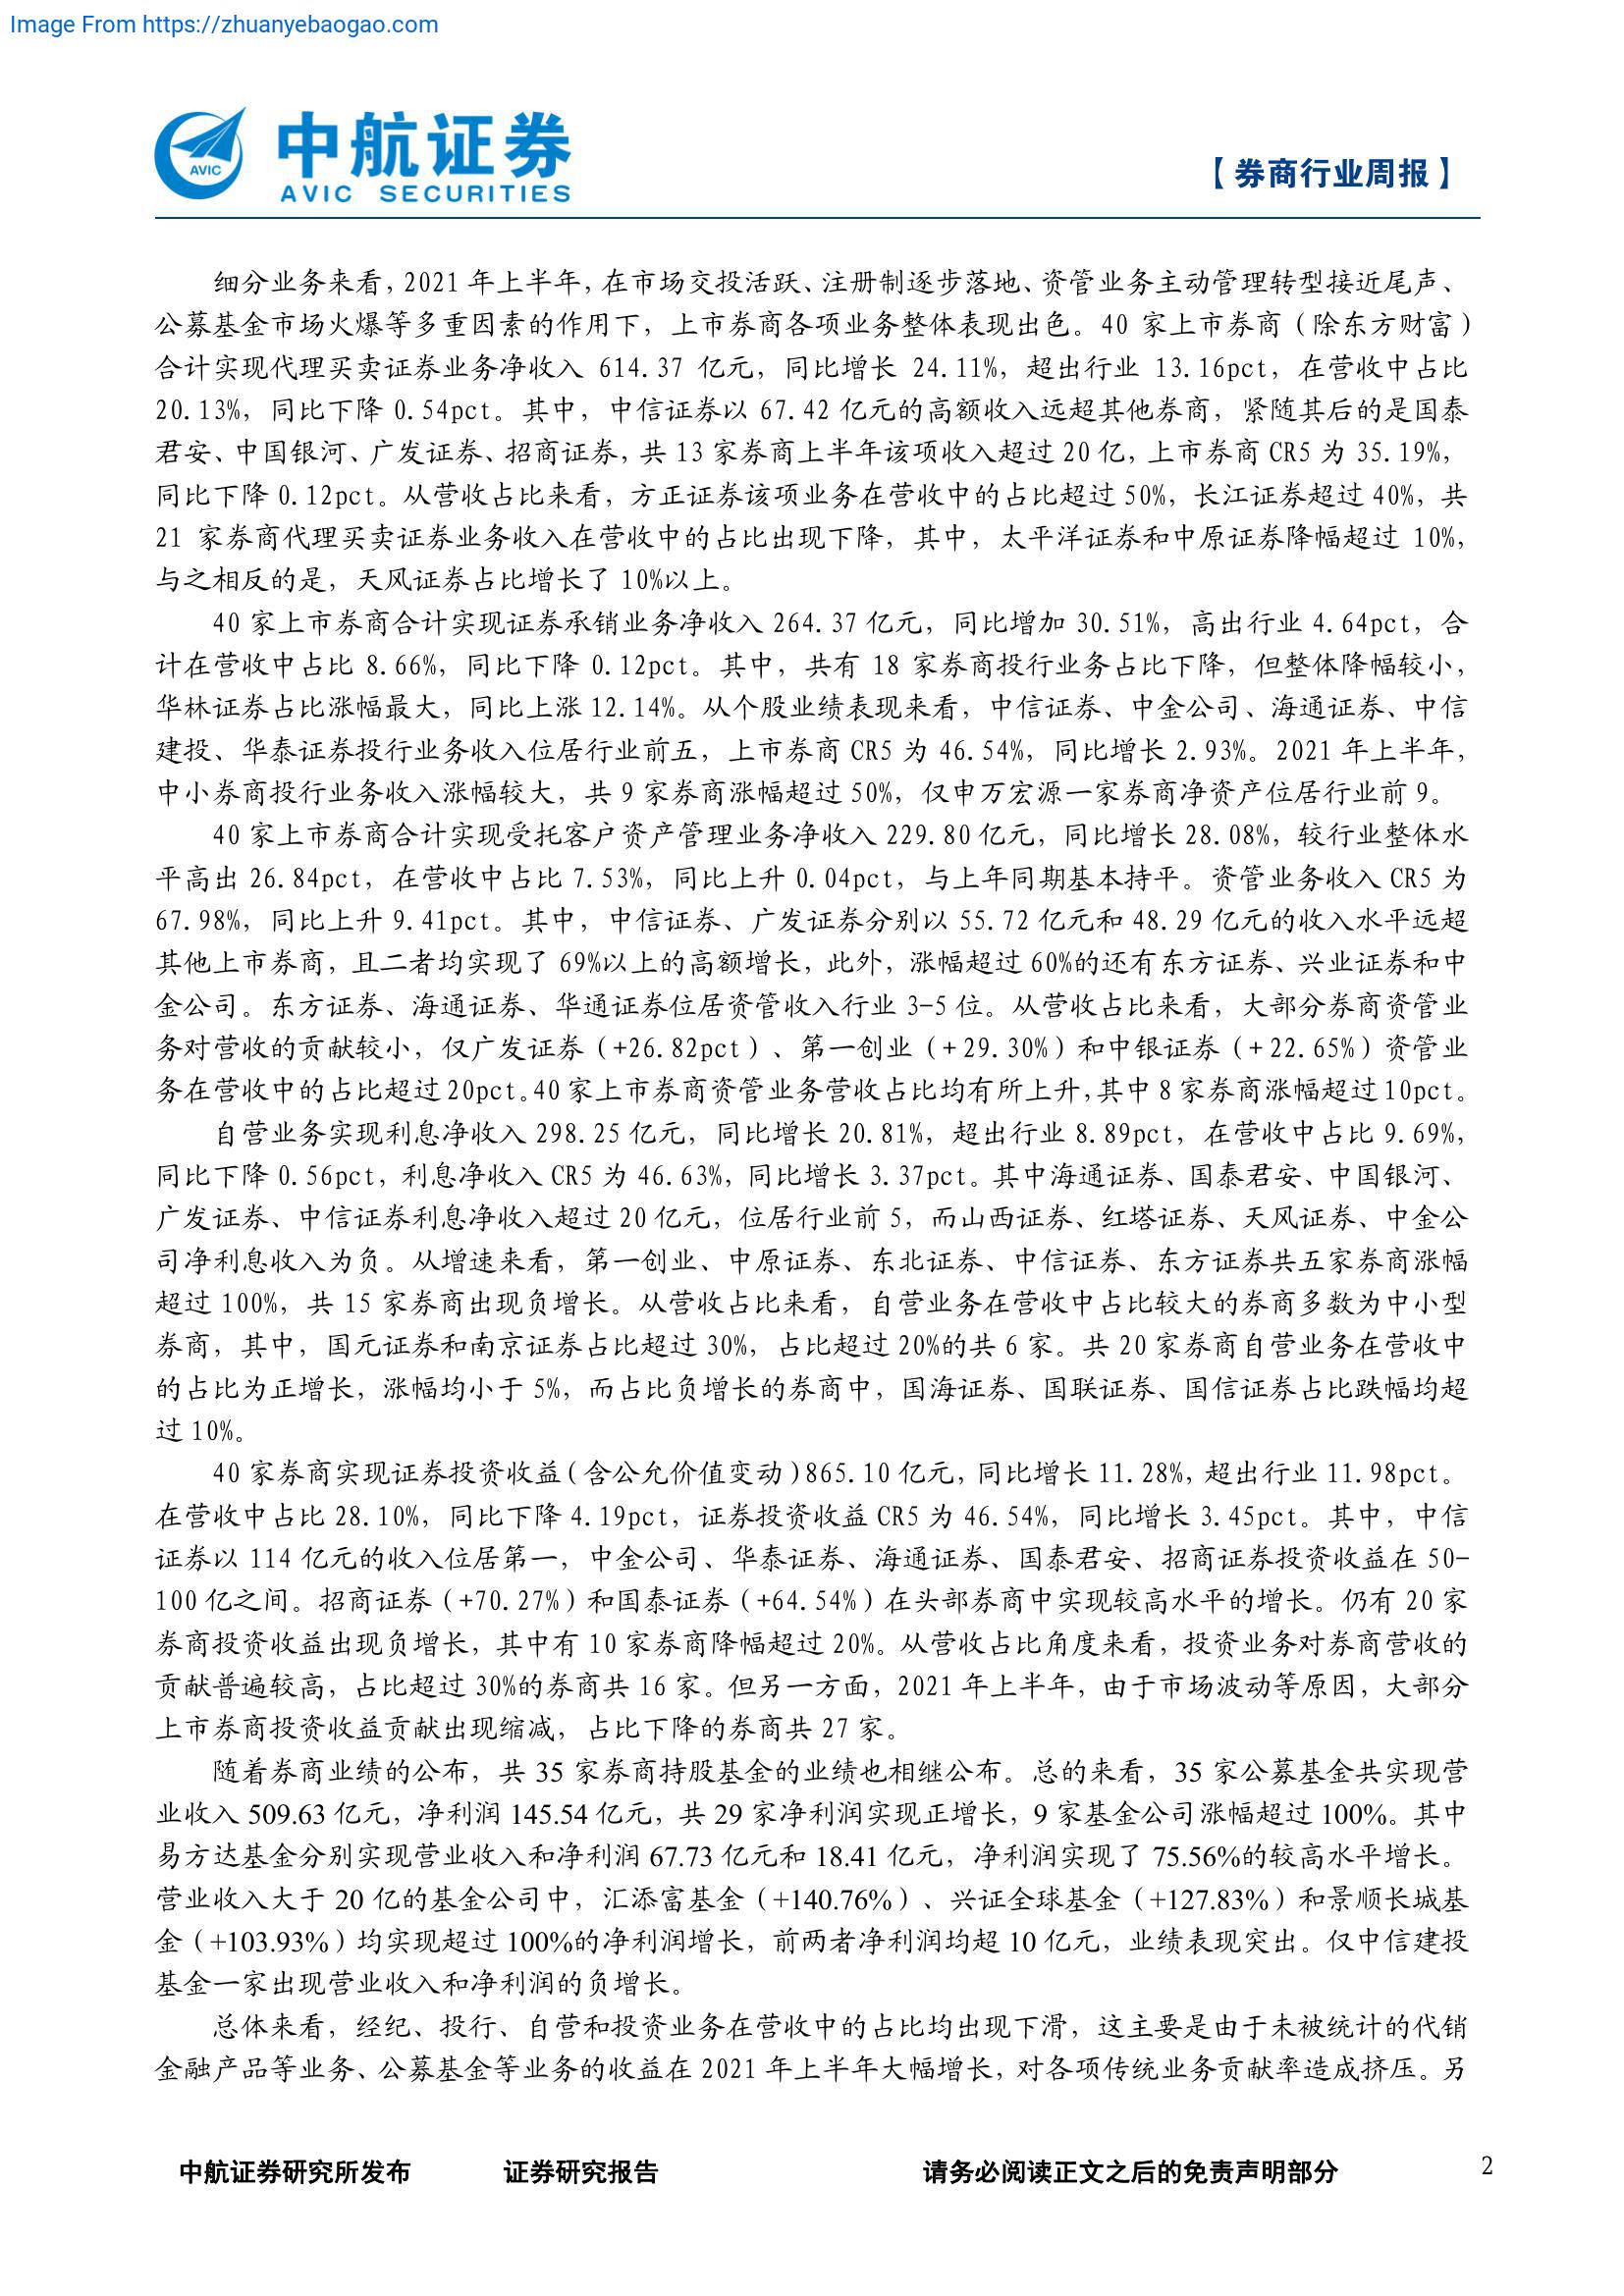 Image From https://zhuanyebaogao.com
AVIC
中航证券
AVIC SECURITIES
【券商行业周报】
细分业务来看，2021 年上半年，在市场交投活跃、注册制逐步落地、资管业务主动管理转型接近尾声、
公募基金市场火爆等多重因素的作用下，上市券商各项业务整体表现出色。40 家上市券商（除东方财富）
合计实现代理买卖证券业务净收入 614.37 亿元，同比增长 24.11%，超出行业 13.16pct，在营收中占比
20.13%，同比下降 0.54pct。其中，中信证券以 67.42 亿元的高额收入远超其他券商，紧随其后的是国泰
君安、中国银河、广发证券、招商证券，共 13 家券商上半年该项收入超过 20 亿，上市券商 CR5 为 35.19%，
同比下降 0.12pct。从营收占比来看，方正证券该项业务在营收中的占比超过 50%，长江证券超过 40%，共
21 家券商代理买卖证券业务收入在营收中的占比出现下降，其中，太平洋证券和中原证券降幅超过 10%，
与之相反的是，天风证券占比增长了 10%以上。
40 家上市券商合计实现证券承销业务净收入 264.37 亿元，同比增加 30.51%，高出行业 4.64pct，合
计在营收中占比 8.66%，同比下降 0.12pct。其中，共有 18 家券商投行业务占比下降，但整体降幅较小，
华林证券占比涨幅最大，同比上涨 12.14%。从个股业绩表现来看，中信证券、中金公司、海通证券、中信
建投、华泰证券投行业务收入位居行业前五，上市券商 CR5 为 46.54%，同比增长 2.93%。2021 年上半年，
中小券商投行业务收入涨幅较大，共 9 家券商涨幅超过 50%，仅申万宏源一家券商净资产位居行业前 9。
40 家上市券商合计实现受托客户资产管理业务净收入 229.80 亿元，同比增长 28.08%，较行业整体水
平高出 26.84pct，在营收中占比 7.53%，同比上升 0.04pct，与上年同期基本持平。资管业务收入 CR5 为
67.98%，同比上升 9.41pct。其中，中信证券、广发证券分别以 55.72 亿元和 48.29 亿元的收入水平远超
其他上市券商，且二者均实现了 69%以上的高额增长，此外，涨幅超过 60%的还有东方证券、兴业证券和中
金公司。东方证券、海通证券、华通证券位居资管收入行业 3-5 位。从营收占比来看，大部分券商资管业
务对营收的贡献较小，仅广发证券（+26.82pct）、第一创业（+29.30%）和中银证券（+22.65%）资管业
务在营收中的占比超过 20pct。40 家上市券商资管业务营收占比均有所上升，其中 8 家券商涨幅超过 10pct。
自营业务实现利息净收入 298.25 亿元，同比增长 20.81%，超出行业 8.89pct，在营收中占比 9.69%，
同比下降 0.56pct，利息净收入 CR5 为 46.63%，同比增长 3.37pct。其中海通证券、国泰君安、中国银河、
广发证券、中信证券利息净收入超过 20 亿元，位居行业前 5，而山西证券、红塔证券、天风证券、中金公
司净利息收入为负。从增速来看，第一创业、中原证券、东北证券、中信证券、东方证券共五家券商涨幅
超过 100%，共 15 家券商出现负增长。从营收占比来看，自营业务在营收中占比较大的券商多数为中小型
券商，其中，国元证券和南京证券占比超过 30%，占比超过 20%的共 6 家。共 20 家券商自营业务在营收中
的占比为正增长，涨幅均小于 5%，而占比负增长的券商中，国海证券、国联证券、国信证券占比跌幅均超
过 10%。
40 家券商实现证券投资收益（含公允价值变动）865.10 亿元，同比增长 11.28%，超出行业 11.98pct。
在营收中占比 28.10%，同比下降 4.19pct，证券投资收益 CR5 为 46.54%，同比增长 3.45pct。其中，中信
证券以 114 亿元的收入位居第一，中金公司、华泰证券、海通证券、国泰君安、招商证券投资收益在 50-
100 亿之间。招商证券（+70.27%）和国泰证券（+64.54%）在头部券商中实现较高水平的增长。仍有 20 家
券商投资收益出现负增长，其中有 10 家券商降幅超过 20%。从营收占比角度来看，投资业务对券商营收的
贡献普遍较高，占比超过 30%的券商共 16 家。但另一方面，2021 年上半年，由于市场波动等原因，大部分
上市券商投资收益贡献出现缩减，占比下降的券商共 27 家。
随着券商业绩的公布，共 35 家券商持股基金的业绩也相继公布。总的来看，35 家公募基金共实现营
业收入 509.63 亿元，净利润 145.54 亿元，共 29 家净利润实现正增长，9 家基金公司涨幅超过 100%。其中
易方达基金分别实现营业收入和净利润 67.73 亿元和 18.41 亿元，净利润实现了 75.56%的较高水平增长。
营业收入大于 20 亿的基金公司中，汇添富基金（+140.76%）、兴证全球基金（+127.83%）和景顺长城基
金（+103.93%）均实现超过 100%的净利润增长，前两者净利润均超 10 亿元，业绩表现突出。仅中信建投
基金一家出现营业收入和净利润的负增长。
总体来看，经纪、投行、自营和投资业务在营收中的占比均出现下滑，这主要是由于未被统计的代销
金融产品等业务、公募基金等业务的收益在 2021 年上半年大幅增长，对各项传统业务贡献率造成挤压。另
中航证券研究所发布 证券研究报告 请务必阅读正文之后的免责声明部分 2